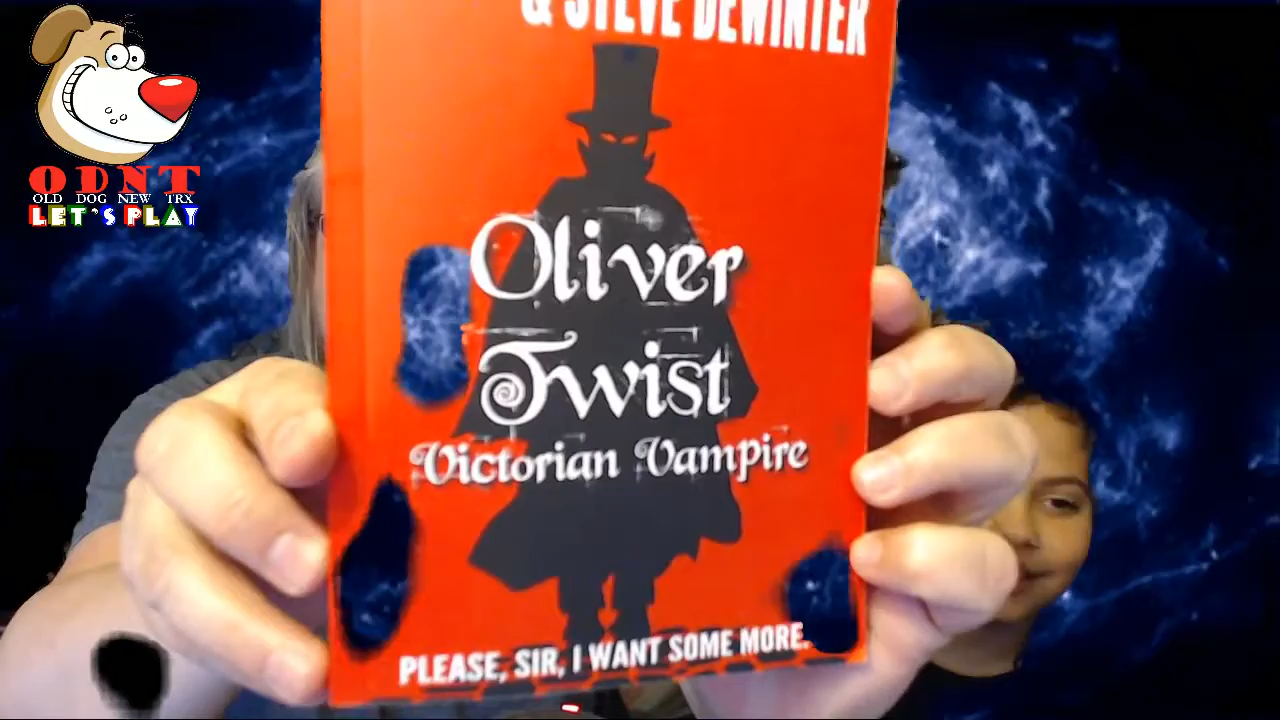 & STEVE DEWINTER
ODNT
OLD DOG NEW TRX
LET'S PLAY
Oliver
Twist
Victorian Vampire
PLEASE, SIR, I WANT SOME MORE.